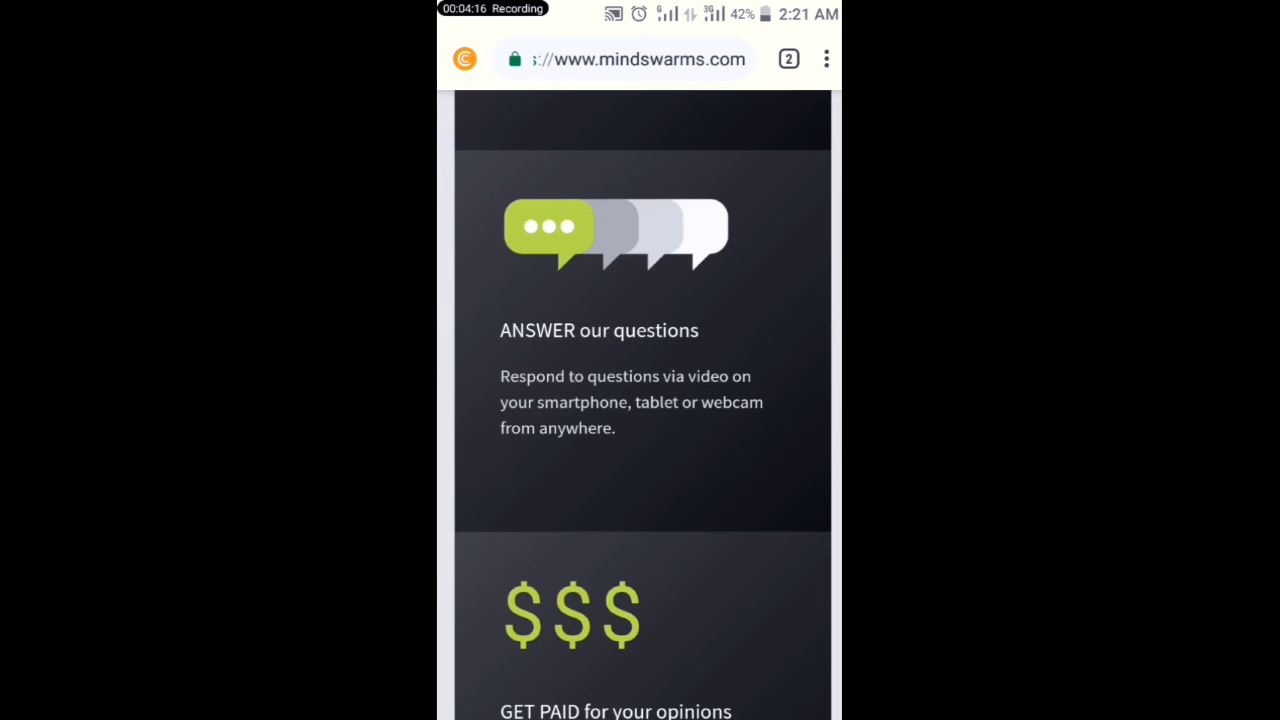 00:04:16 Recording
G 3G 42% 2:21 AM
s://www.mindswarms.com 2
ANSWER our questions
Respond to questions via video on
your smartphone, tablet or webcam
from anywhere.
$$$
GET PAID for your opinions